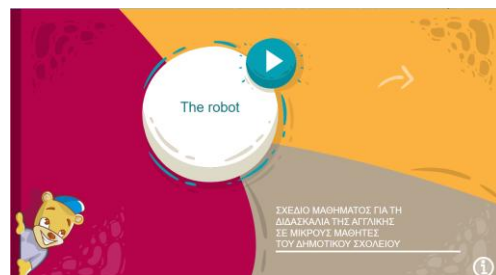 The robot
ΣΧΕΔΙΟ ΜΑΘΗΜΑΤΟΣ ΓΙΑ ΤΗ
ΔΙΔΑΣΚΑΛΙΑ ΤΗΣ ΑΓΓΛΙΚΗΣ
ΣΕ ΜΙΚΡΟΥΣ ΜΑΘΗΤΕΣ
ΤΟΥ ΔΗΜΟΤΙΚΟΥ ΣΧΟΛΕΙΟΥ